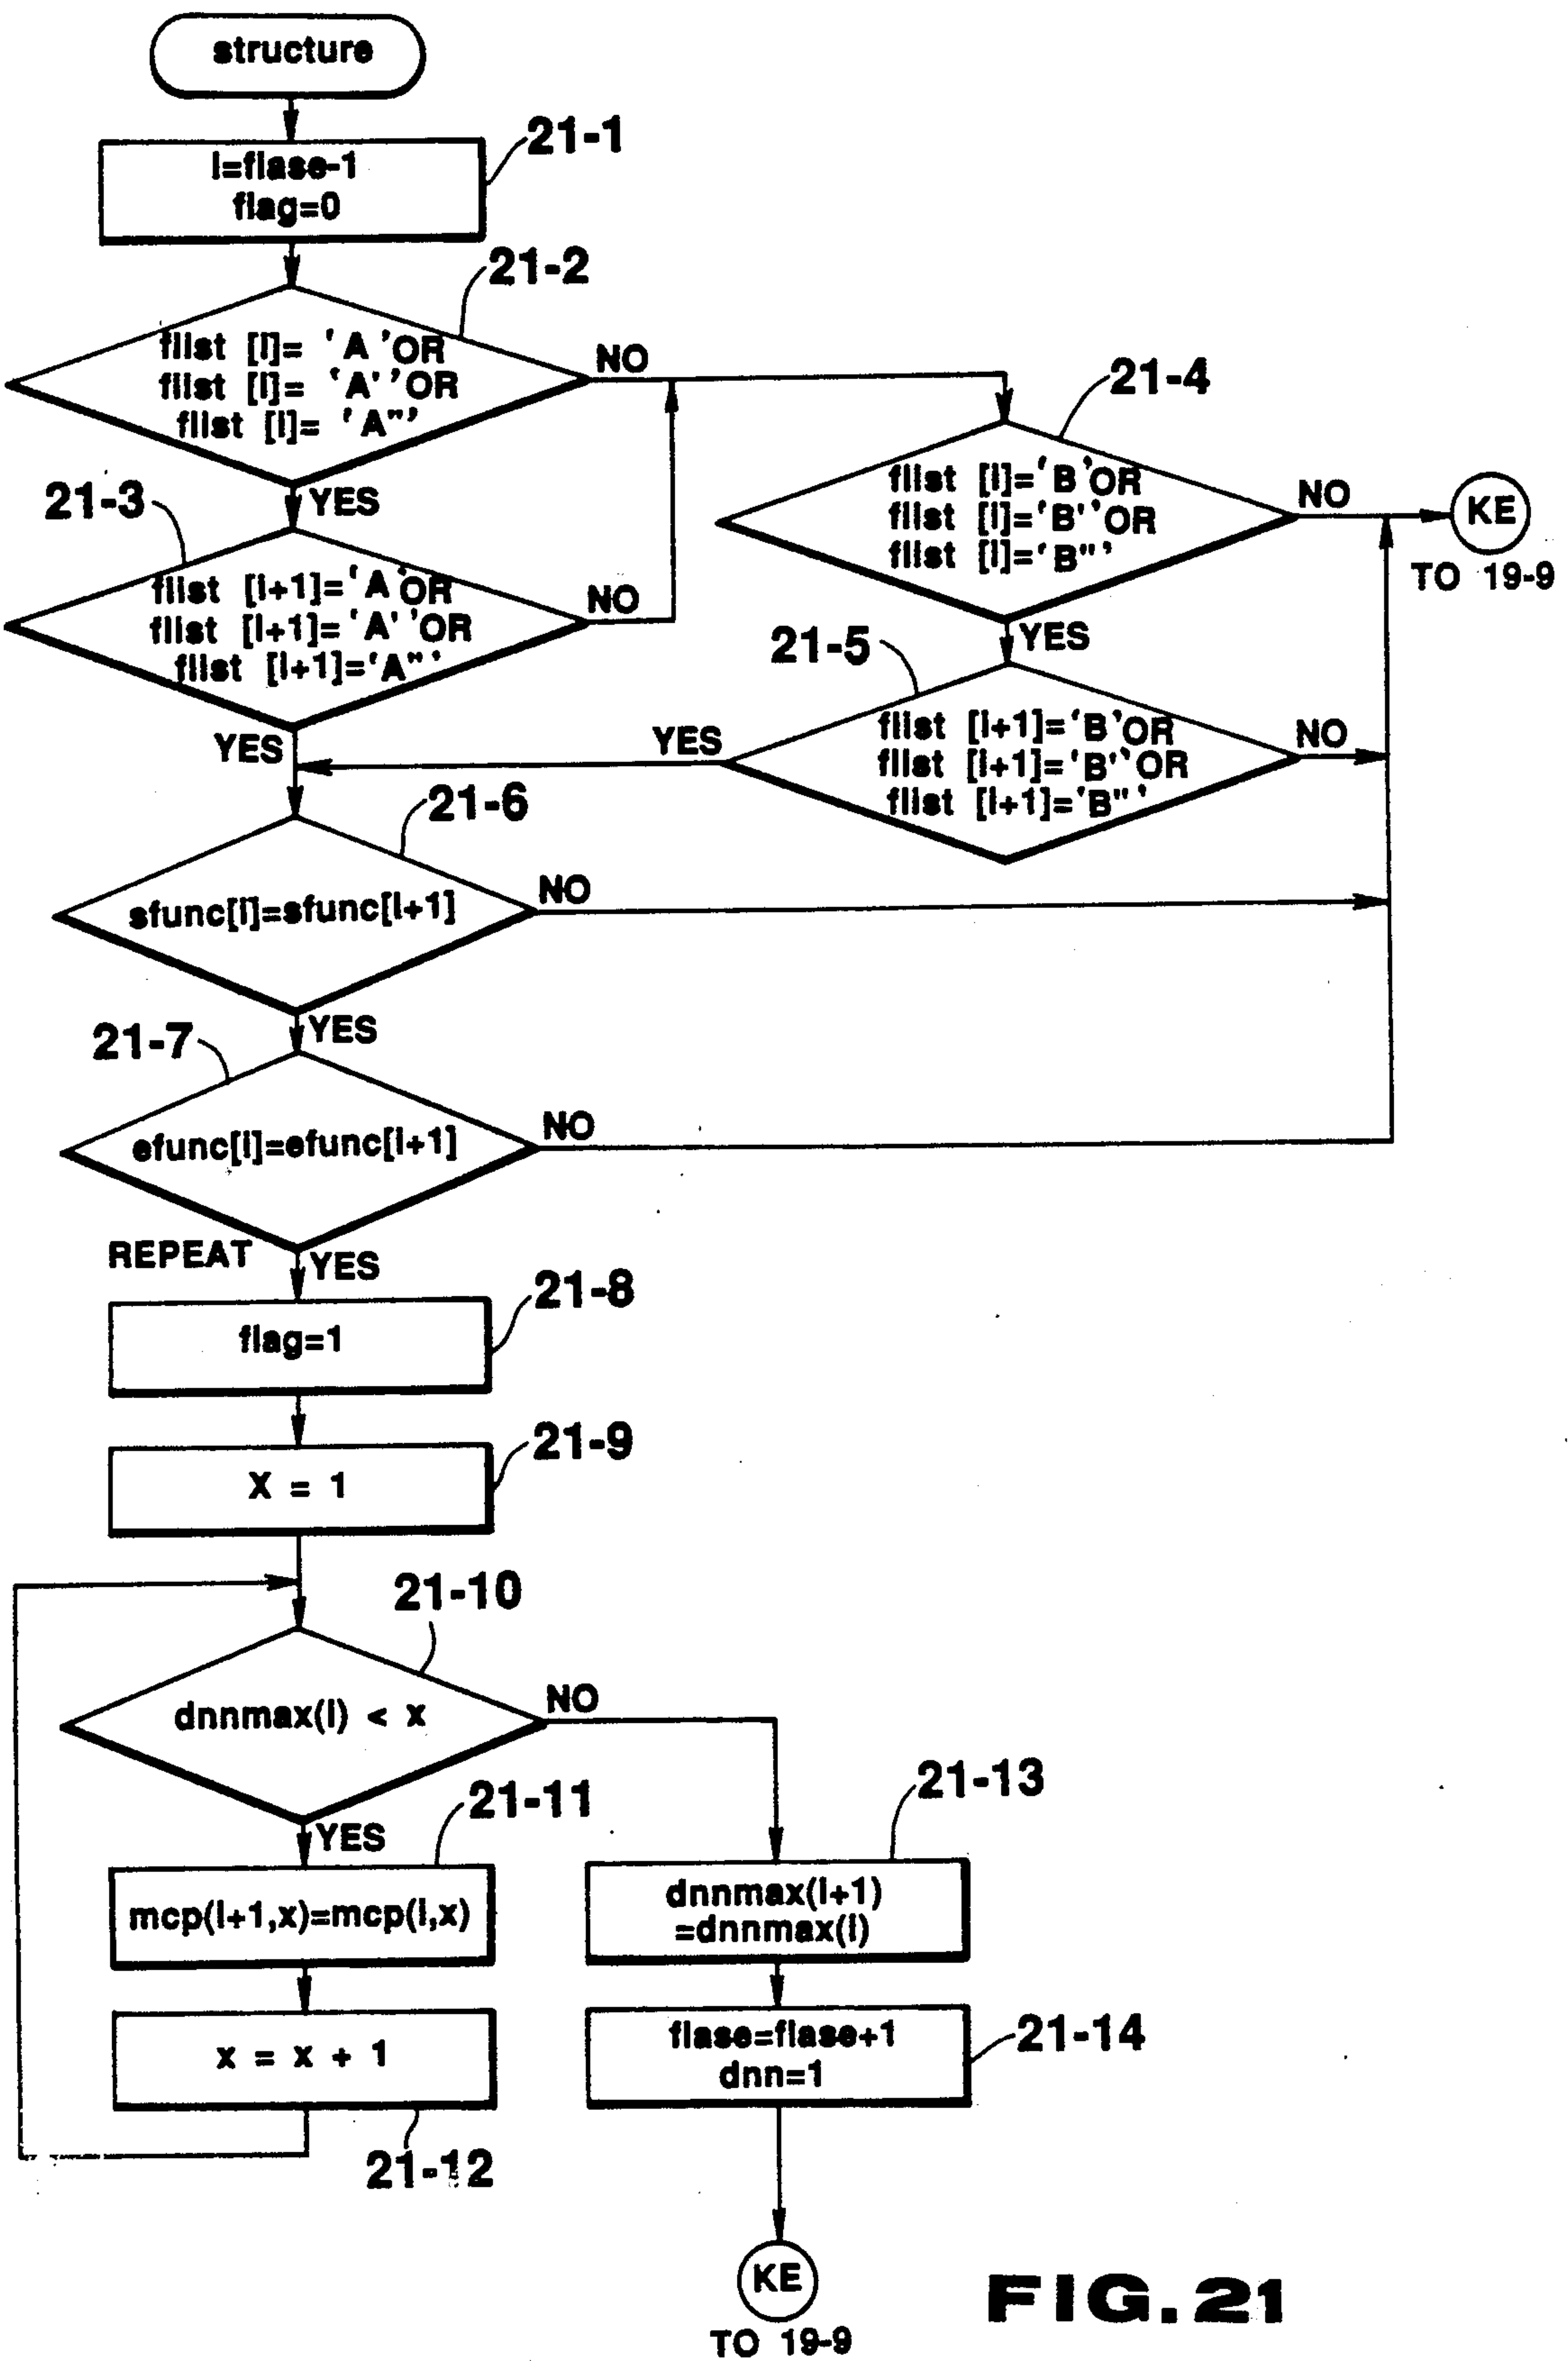 structure
21-1
i=flase-1
flag=0
21-2
flist [i]= 'A'OR
flist [i]= 'A''OR
flist [i]= 'A"'
NO
YES
21-3
flist [i+1]='A'OR
flist [i+1]='A''OR
flist [i+1]='A"'
NO
YES
21-4
flist [i]='B'OR
flist [i]='B''OR
flist [i]='B"'
NO
KE
TO 19-9
YES
21-5
flist [i+1]='B'OR
flist [i+1]='B''OR
flist [i+1]='B"'
YES
NO
21-6
sfunc[i]=sfunc[i+1]
NO
YES
21-7
efunc[i]=efunc[i+1]
NO
REPEAT
YES
21-8
flag=1
21-9
X = 1
21-10
dnnmax(i) < x
NO
YES
21-11
mcp(i+1,x)=mcp(i,x)
x = x + 1
21-12
21-13
dnnmax(i+1)
=dnnmax(i)
flase=flase+1
dnn=1
21-14
KE
TO 19-9
FIG.21